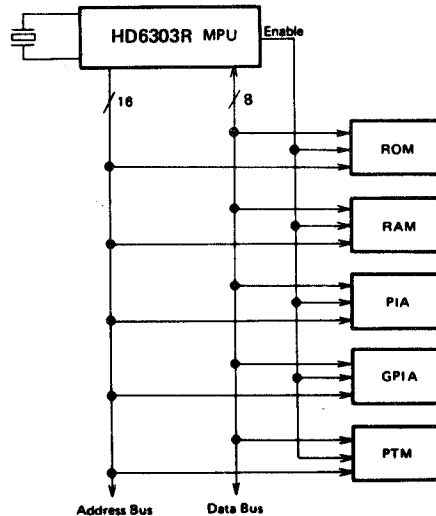 HD6303R MPU
Enable
16
8
ROM
RAM
PIA
GPIA
PTM
Address Bus
Data Bus